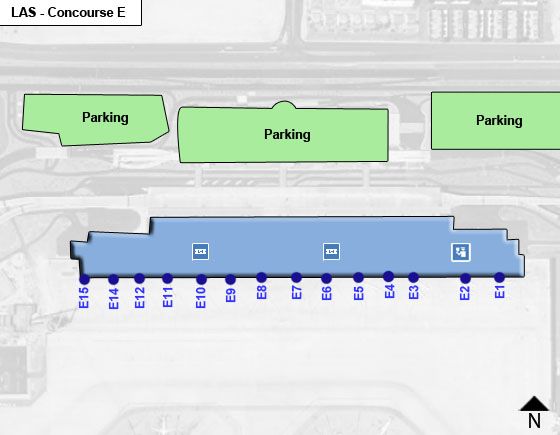 LAS - Concourse E
Parking
Parking
Parking
E15
E14
E12
E11
E10
E9
E8
E7
E6
E5
E4
E3
E2
E1
N